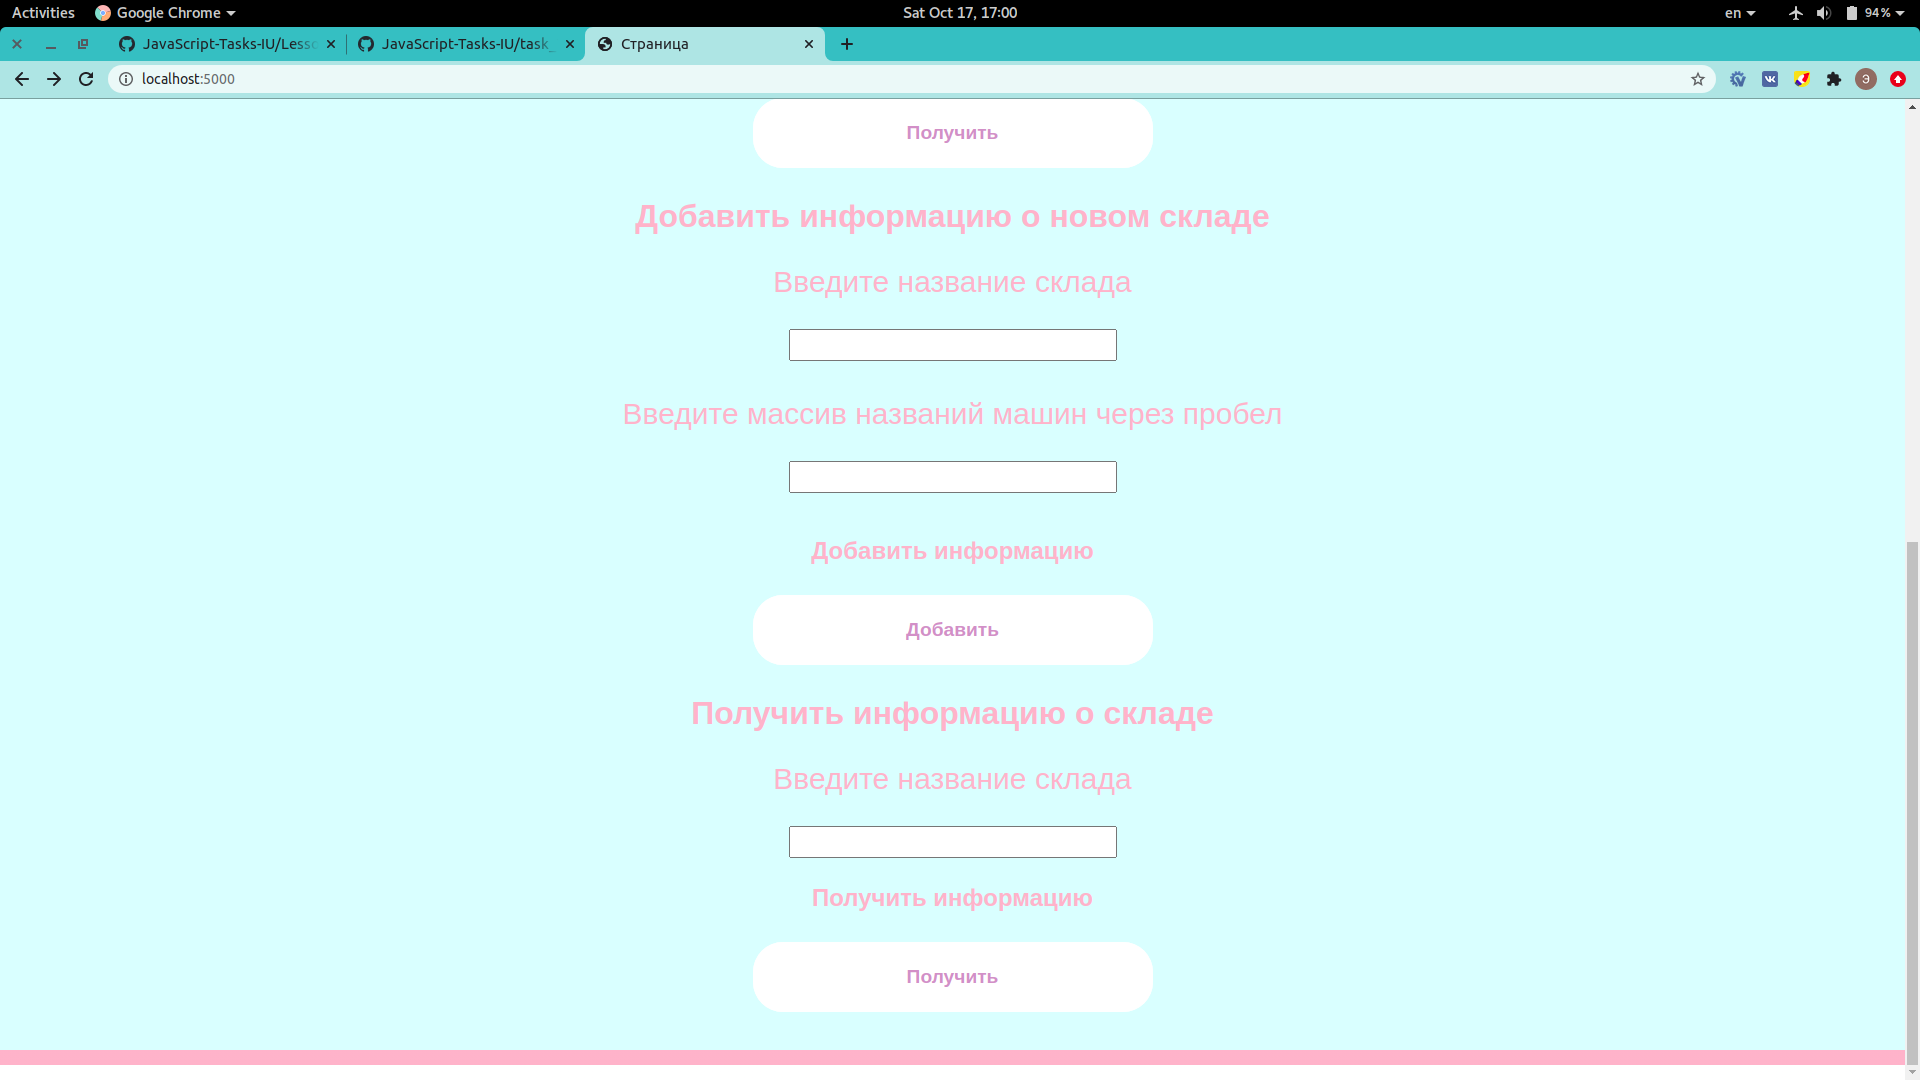 Activities Google Chrome Sat Oct 17, 17:00 en 94%
JavaScript-Tasks-IU/Lesso JavaScript-Tasks-IU/task_ Страница
localhost:5000
Получить
Добавить информацию о новом складе
Введите название склада
Введите массив названий машин через пробел
Добавить информацию
Добавить
Получить информацию о складе
Введите название склада
Получить информацию
Получить